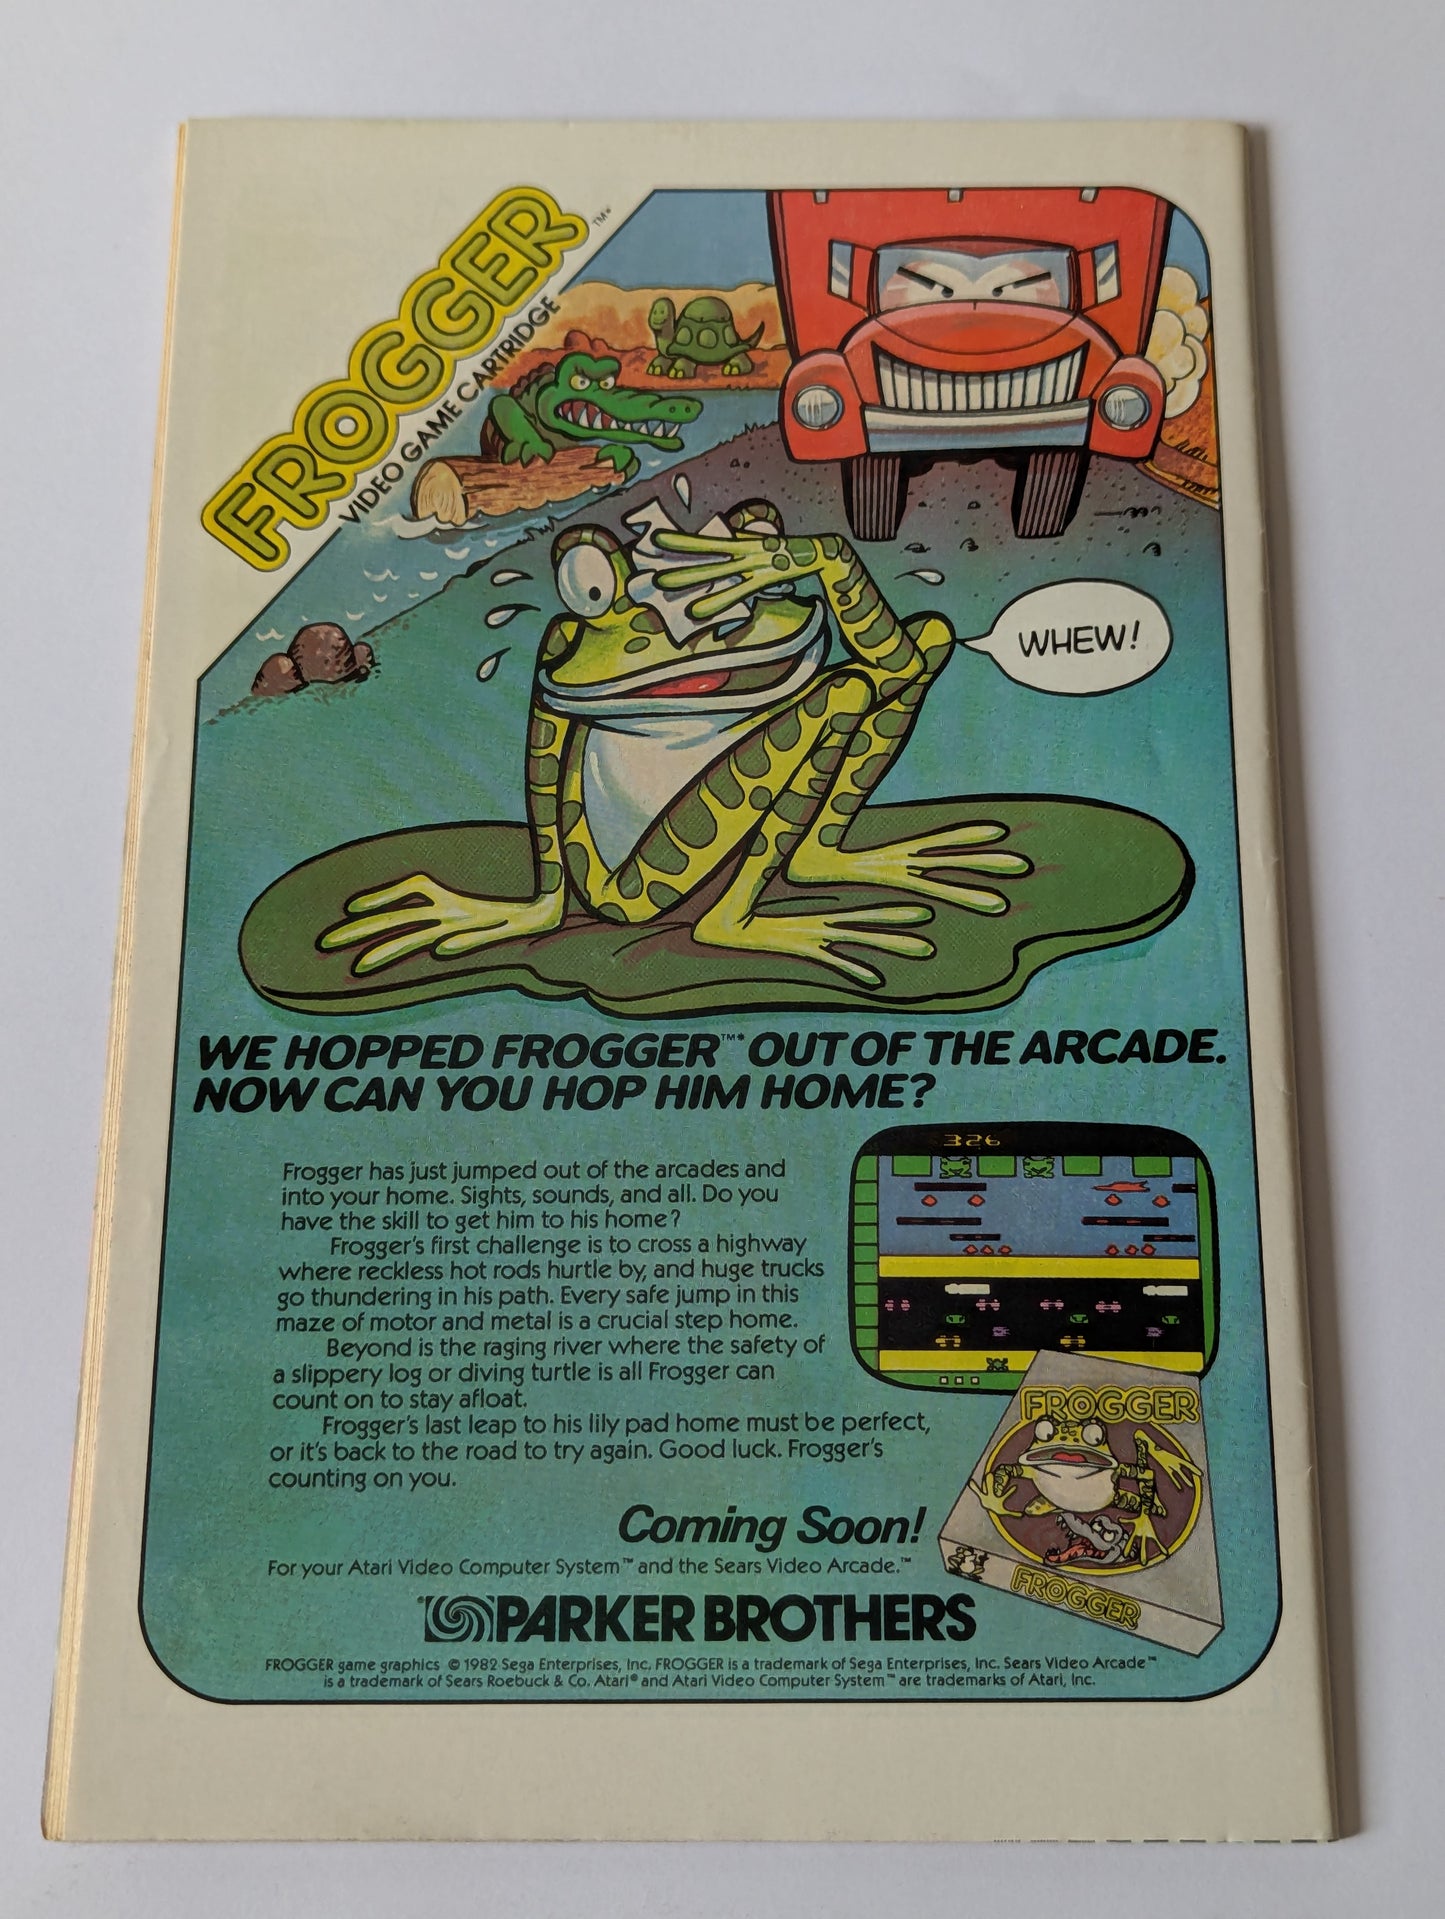 FROGGER™*
VIDEO GAME CARTRIDGE
WHEW!
WE HOPPED FROGGER™* OUT OF THE ARCADE.
NOW CAN YOU HOP HIM HOME?
326
Frogger has just jumped out of the arcades and
into your home. Sights, sounds, and all. Do you
have the skill to get him to his home?
Frogger's first challenge is to cross a highway
where reckless hot rods hurtle by, and huge trucks
go thundering in his path. Every safe jump in this
maze of motor and metal is a crucial step home.
Beyond is the raging river where the safety of
a slippery log or diving turtle is all Frogger can
count on to stay afloat.
Frogger's last leap to his lily pad home must be perfect,
or it's back to the road to try again. Good luck. Frogger's
counting on you.
FROGGER
FROGGER
Coming Soon!
For your Atari Video Computer System™ and the Sears Video Arcade.™
PARKER BROTHERS
FROGGER game graphics © 1982 Sega Enterprises, Inc. FROGGER is a trademark of Sega Enterprises, Inc. Sears Video Arcade™
is a trademark of Sears Roebuck & Co. Atari® and Atari Video Computer System™ are trademarks of Atari, Inc.